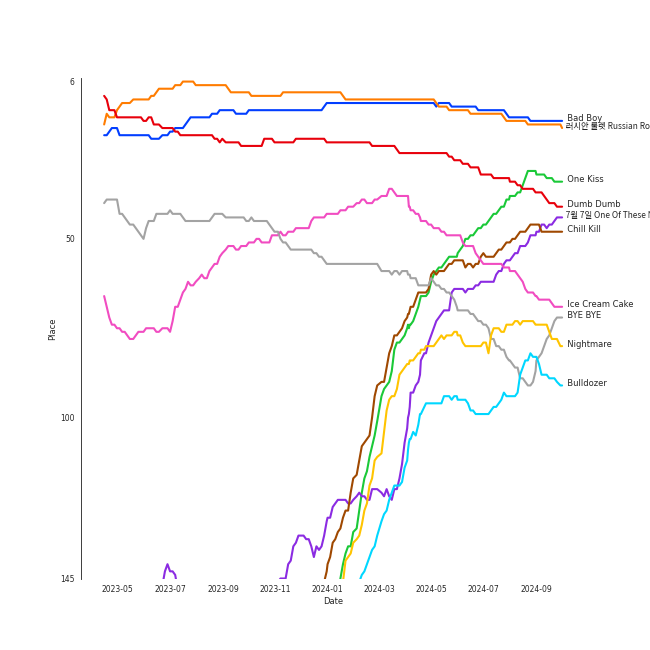 6
50
100
145
Place
2023-05 2023-07 2023-09 2023-11 2024-01 2024-03 2024-05 2024-07 2024-09
Date
Bad Boy
러시안 룰렛 Russian Ro
One Kiss
Dumb Dumb
7월 7일 One Of These N
Chill Kill
Ice Cream Cake
BYE BYE
Nightmare
Bulldozer